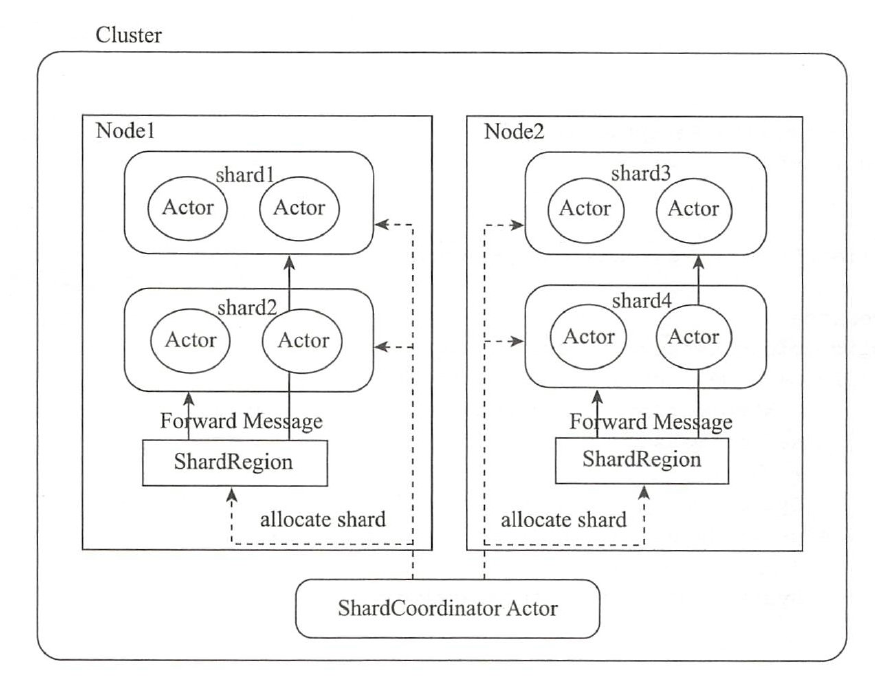 Cluster
Node1
shard1
Actor
Actor
shard2
Actor
Actor
Forward Message
ShardRegion
allocate shard
Node2
shard3
Actor
Actor
shard4
Actor
Actor
Forward Message
ShardRegion
allocate shard
ShardCoordinator Actor